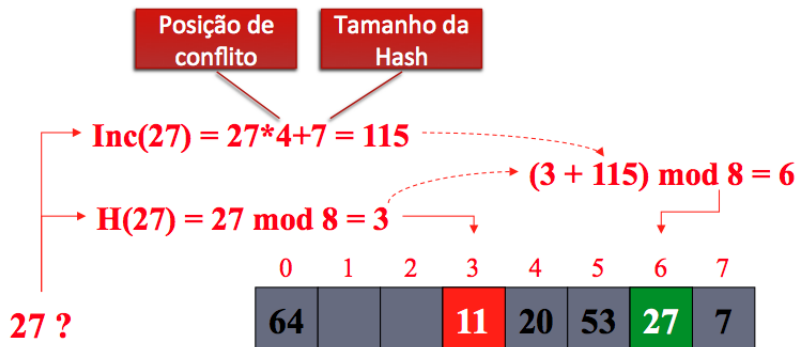 Posição de
conflito
Tamanho da
Hash
Inc(27) = 27*4+7 = 115
(3 + 115) mod 8 = 6
H(27) = 27 mod 8 = 3
0 1 2 3 4 5 6 7
27 ?
64 11 20 53 27 7